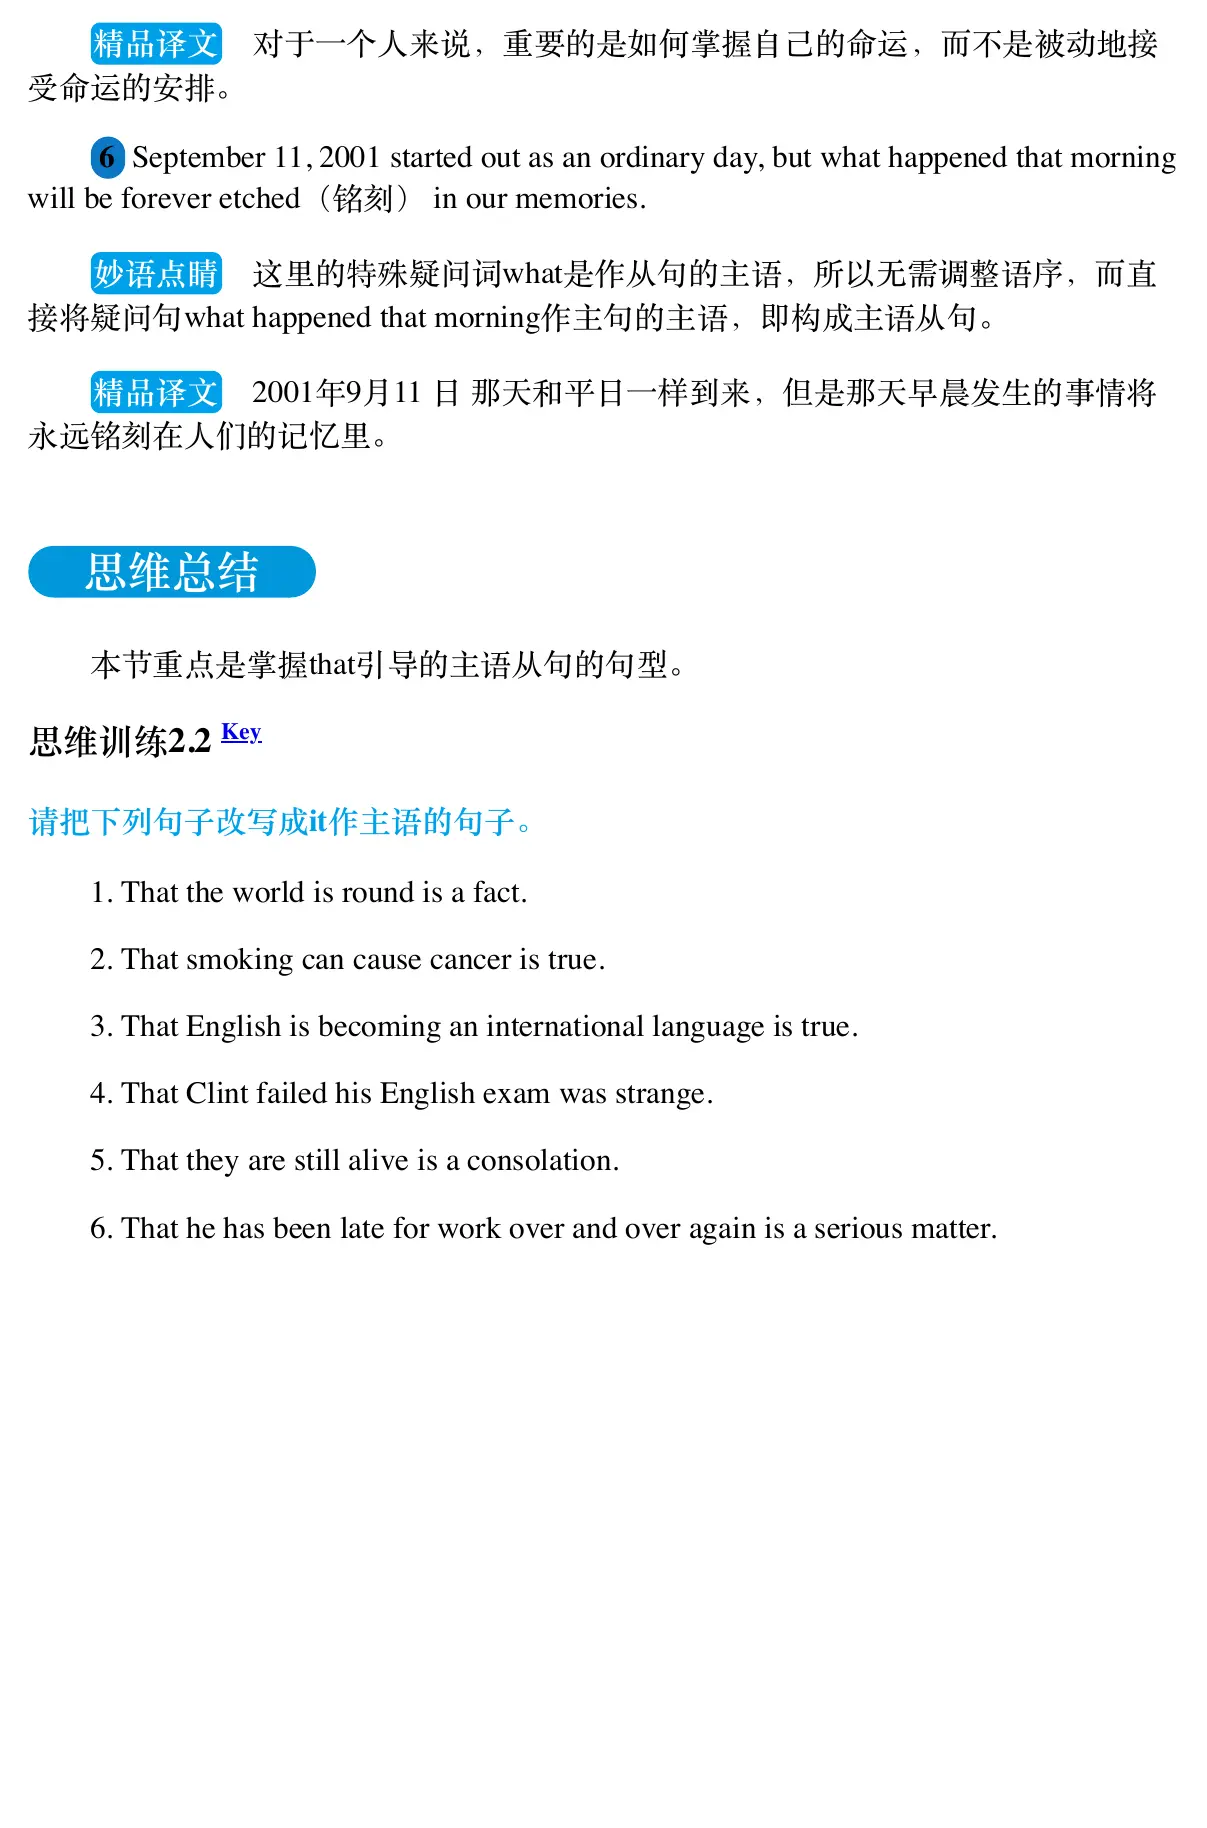 精品译文 对于一个人来说，重要的是如何掌握自己的命运，而不是被动地接
受命运的安排。
6 September 11, 2001 started out as an ordinary day, but what happened that morning
will be forever etched（铭刻） in our memories.
妙语点睛 这里的特殊疑问词what是作从句的主语，所以无需调整语序，而直
接将疑问句what happened that morning作主句的主语，即构成主语从句。
精品译文 2001年9月11 日 那天和平日一样到来，但是那天早晨发生的事情将
永远铭刻在人们的记忆里。
思维总结
本节重点是掌握that引导的主语从句的句型。
思维训练2.2 Key
请把下列句子改写成it作主语的句子。
1. That the world is round is a fact.
2. That smoking can cause cancer is true.
3. That English is becoming an international language is true.
4. That Clint failed his English exam was strange.
5. That they are still alive is a consolation.
6. That he has been late for work over and over again is a serious matter.